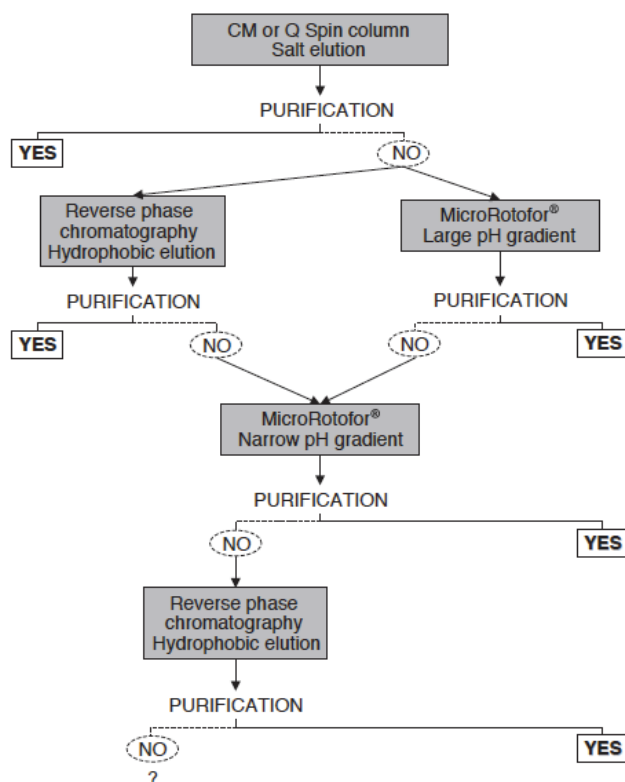 CM or Q Spin column
Salt elution
PURIFICATION
YES
NO
Reverse phase
chromatography
Hydrophobic elution
MicroRotofor®
Large pH gradient
PURIFICATION
PURIFICATION
YES
NO
NO
YES
MicroRotofor®
Narrow pH gradient
PURIFICATION
NO
YES
Reverse phase
chromatography
Hydrophobic elution
PURIFICATION
NO
YES
?